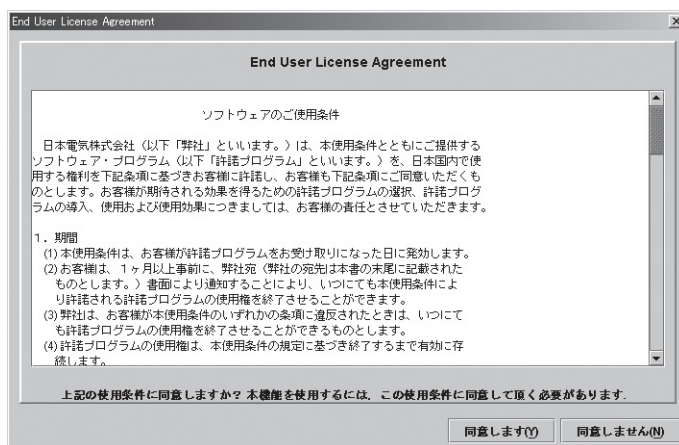 End User License Agreement
End User License Agreement
ソフトウェアのご使用条件
日本電気株式会社（以下「弊社」といいます。）は、本使用条件とともにご提供する
ソフトウェア・プログラム（以下「許諾プログラム」といいます。）を、日本国内で使
用する権利を下記条項に基づきお客様に許諾し、お客様も下記条項にご同意いただくも
のとします。お客様が期待される効果を得るための許諾プログラムの選択、許諾プログ
ラムの導入、使用および使用効果につきましては、お客様の責任とさせていただきます。
1．期間
(1)本使用条件は、お客様が許諾プログラムをお受け取りになった日に発効します。
(2)お客様は、1ヶ月以上事前に、弊社宛（弊社の宛先は本書の末尾に記載された
ものとします。）書面により通知することにより、いつにても本使用条件によ
り許諾される許諾プログラムの使用権を終了させることができます。
(3)弊社は、お客様が本使用条件のいずれかの条項に違反されたときは、いつにて
も許諾プログラムの使用権を終了させることができるものとします。
(4)許諾プログラムの使用権は、本使用条件の規定に基づき終了するまで有効に存
続します。
上記の使用条件に同意しますか？本機能を使用するには、この使用条件に同意して頂く必要があります.
同意します(Y) 同意しません(N)